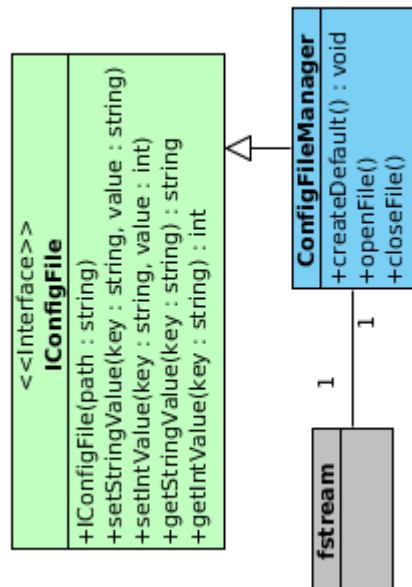 <<Interface>>
IConfigFile
+IConfigFile(path : string)
+setStringValue(key : string, value : string)
+setIntValue(key : string, value : int)
+getStringValue(key : string) : string
+getIntValue(key : string) : int
ConfigFileManager
+createDefault() : void
+openFile()
+closeFile()
1
1
fstream